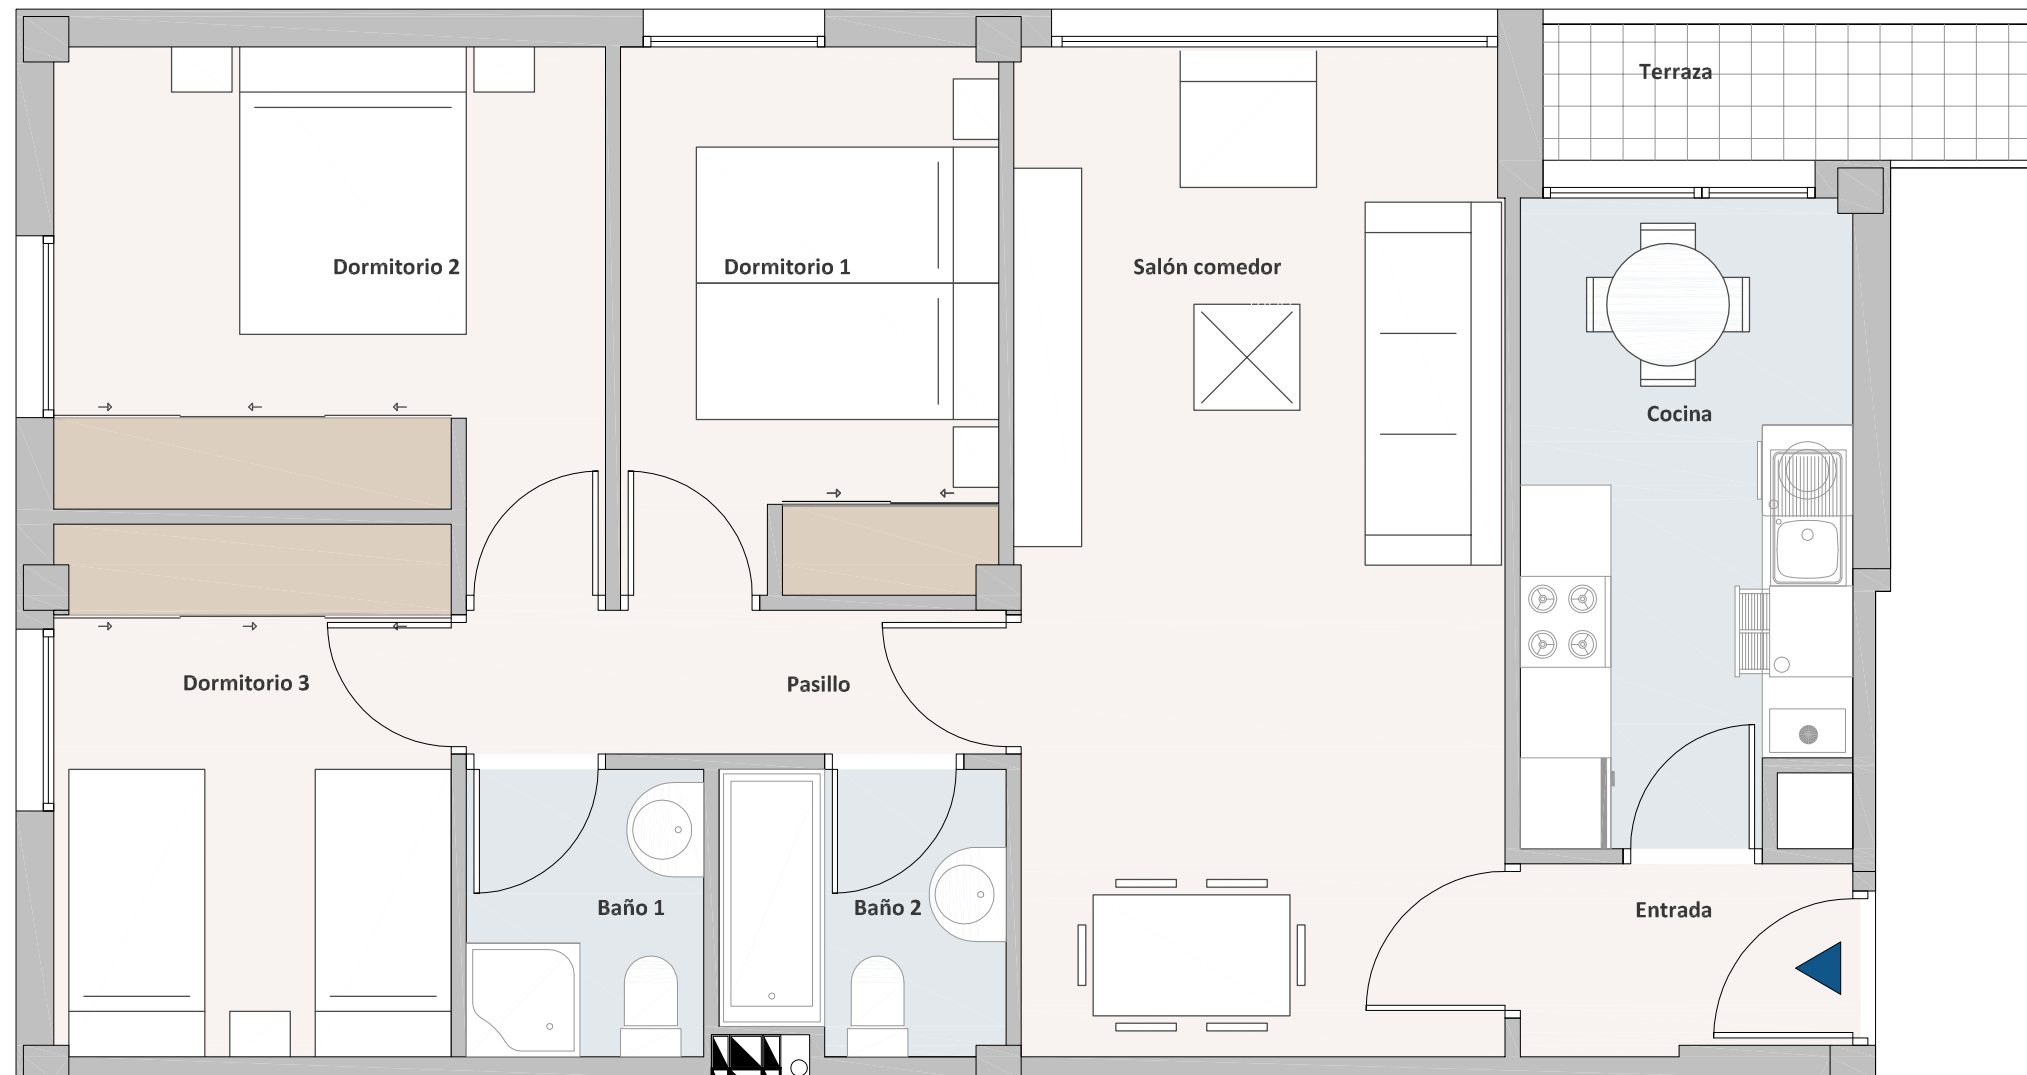 Terraza
Dormitorio 2
Dormitorio 1
Salón comedor
Cocina
Dormitorio 3
Pasillo
Baño 1
Baño 2
Entrada